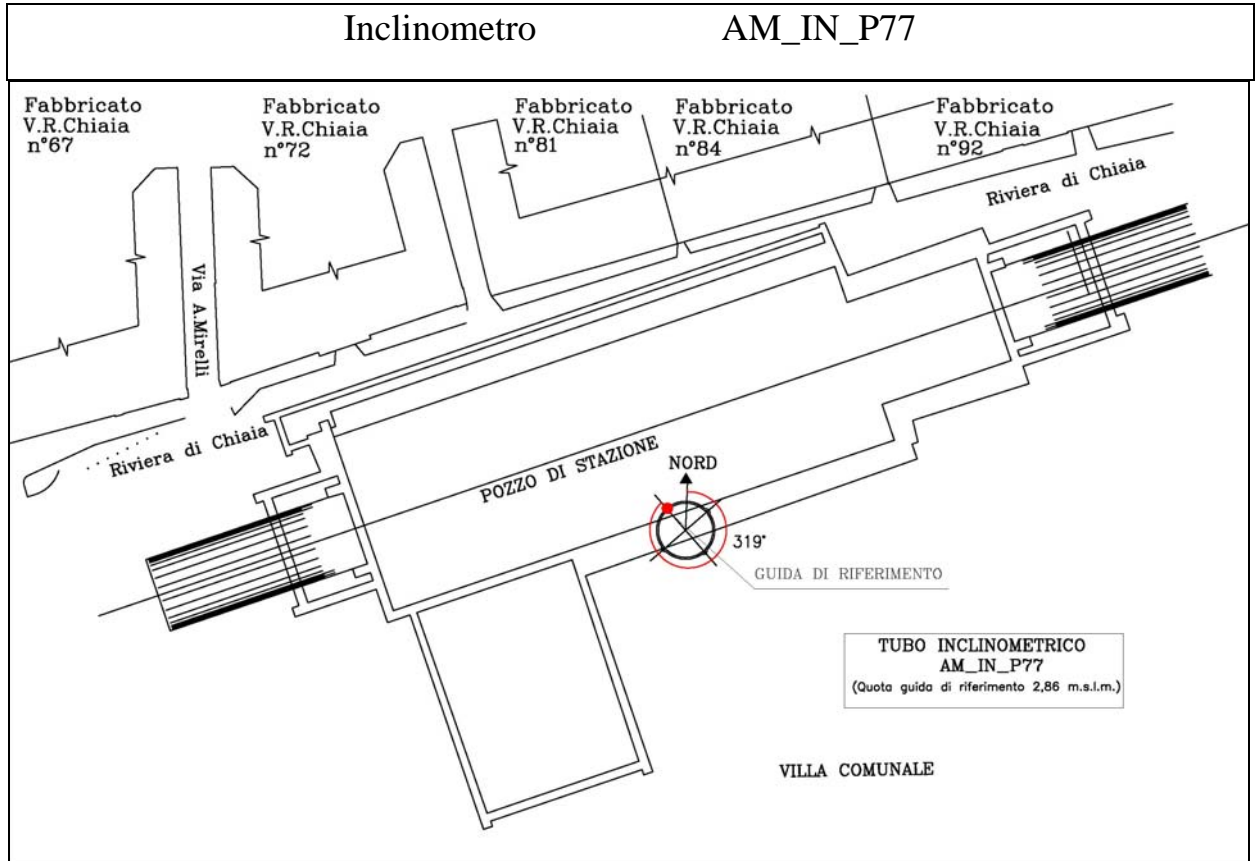 Inclinometro AM_IN_P77
Fabbricato
V.R.Chiaia
n°67
Fabbricato
V.R.Chiaia
n°72
Fabbricato
V.R.Chiaia
n°81
Fabbricato
V.R.Chiaia
n°84
Fabbricato
V.R.Chiaia
n°92
Riviera di Chiaia
Via A.Mirelli
Riviera di Chiaia
POZZO DI STAZIONE
NORD
319°
GUIDA DI RIFERIMENTO
TUBO INCLINOMETRICO
AM_IN_P77
(Quota guida di riferimento 2,86 m.s.l.m.)
VILLA COMUNALE